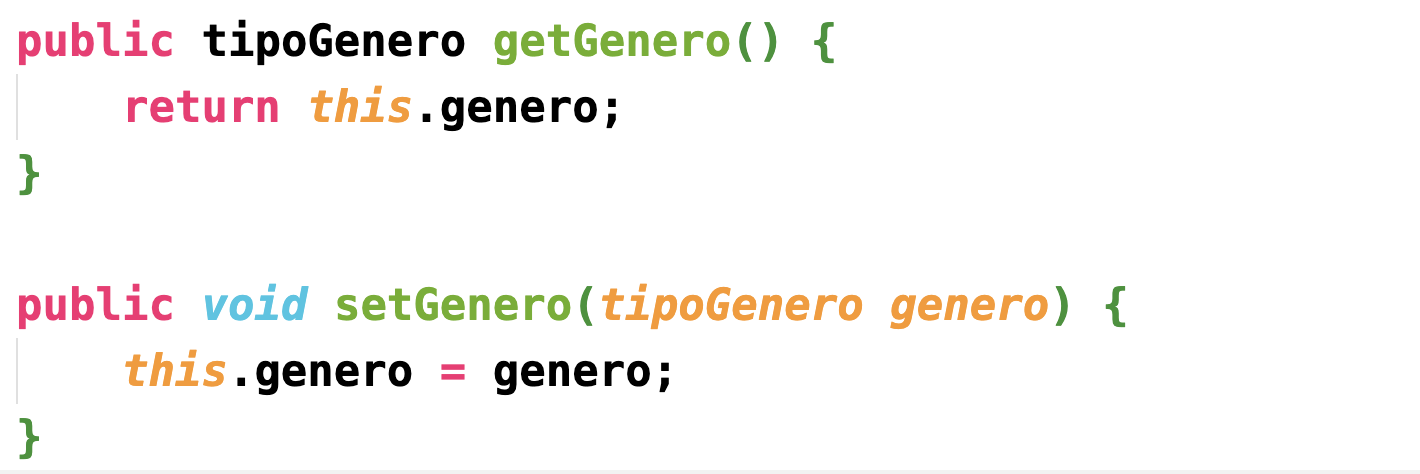 public tipoGenero getGenero() {
    return this.genero;
}

public void setGenero(tipoGenero genero) {
    this.genero = genero;
}